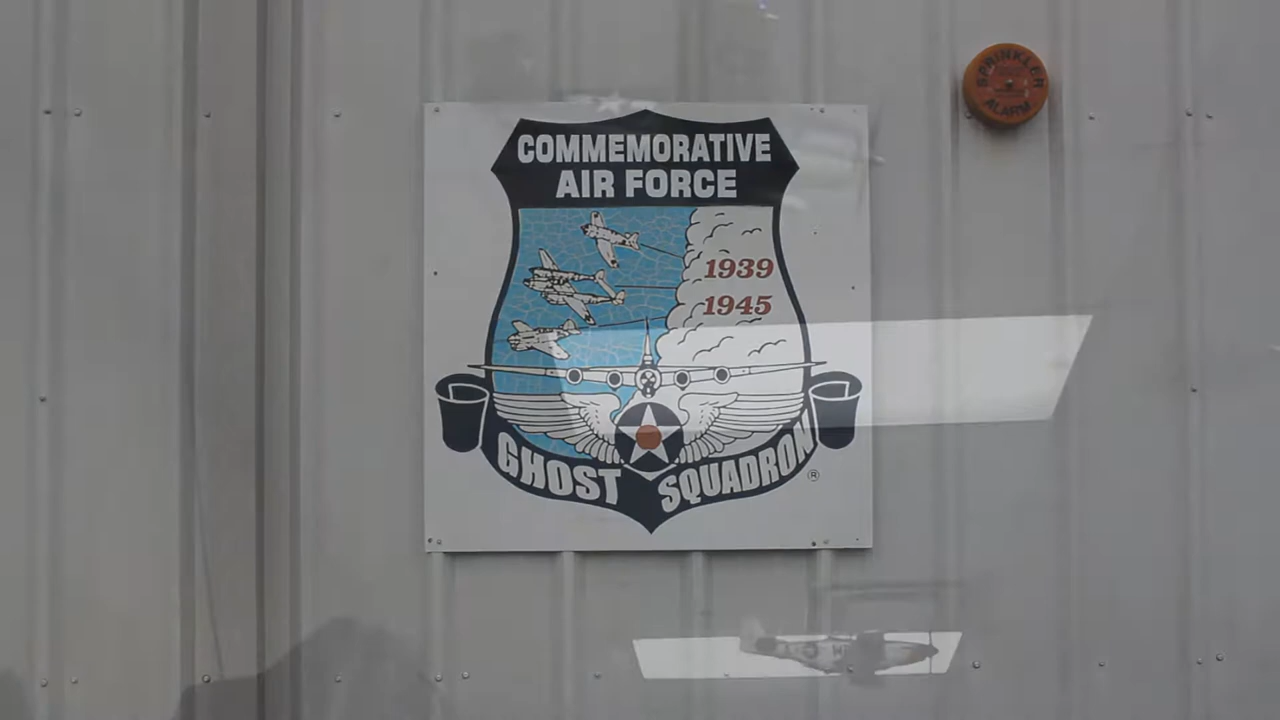 SPRINKLER
ALARM
COMMEMORATIVE
AIR FORCE
1939
1945
GHOST SQUADRON
®